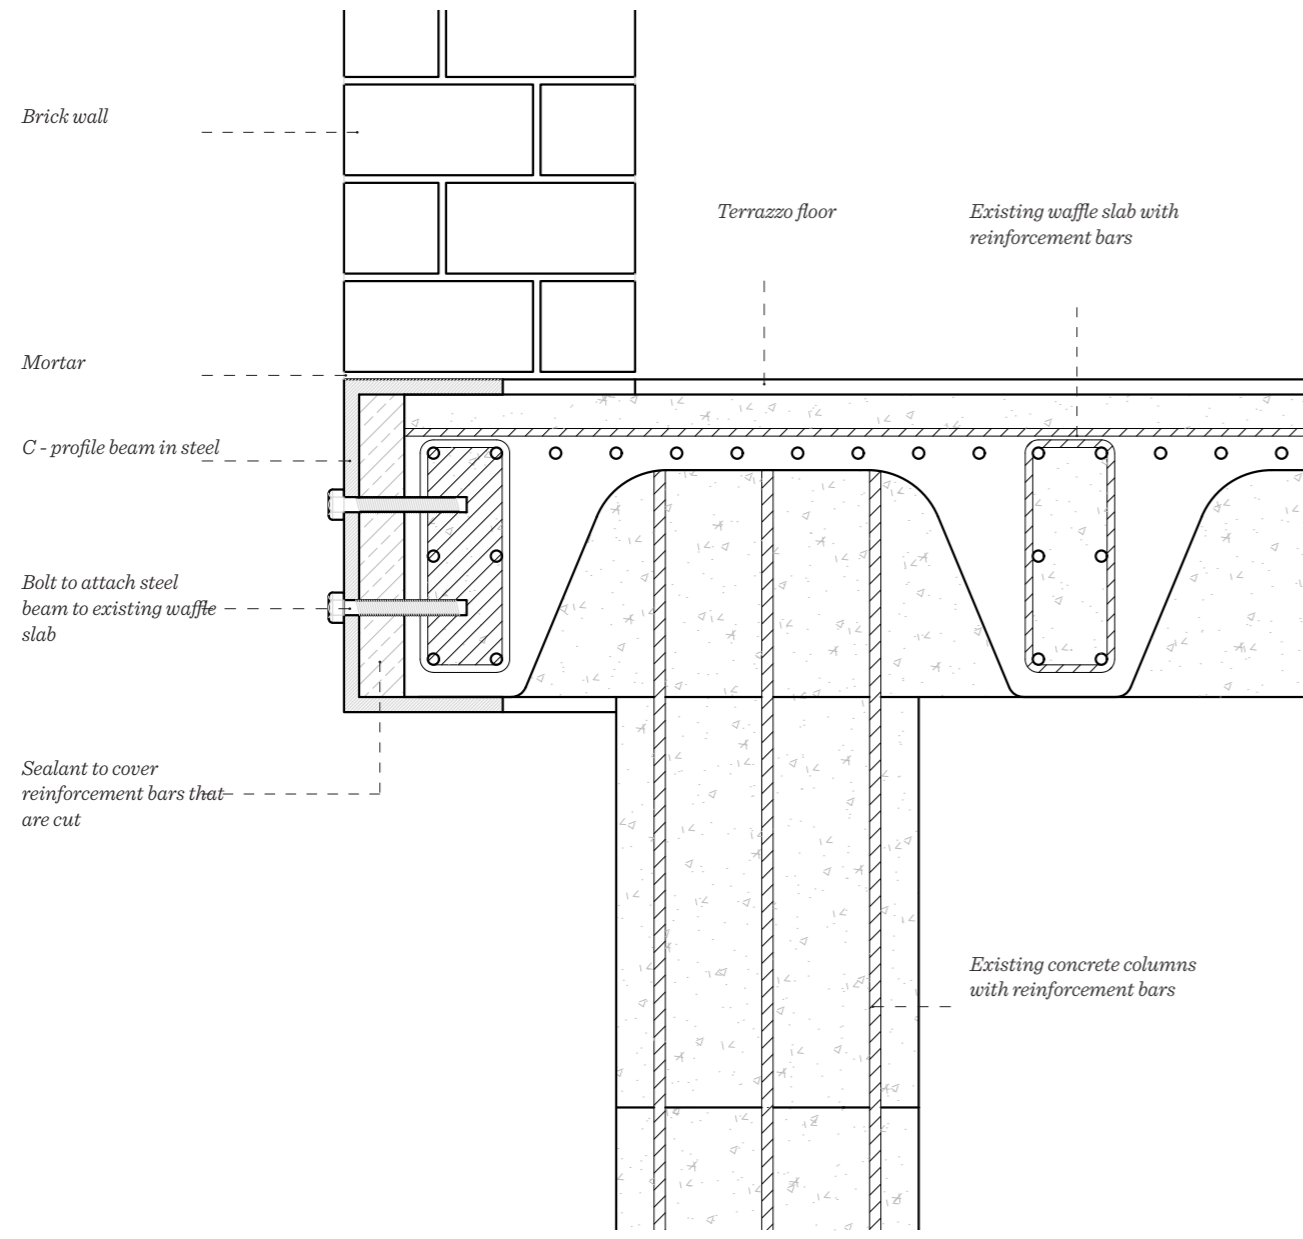 Brick wall
Terrazzo floor
Existing waffle slab with
reinforcement bars
Mortar
C - profile beam in steel
Bolt to attach steel
beam to existing waffle
slab
Sealant to cover
reinforcement bars that
are cut
Existing concrete columns
with reinforcement bars